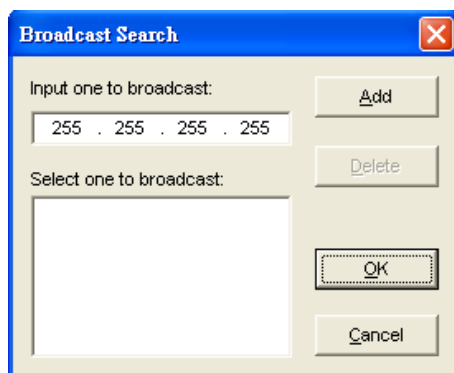 Broadcast Search
Input one to broadcast:
255 . 255 . 255 . 255
Add
Select one to broadcast:
Delete
OK
Cancel